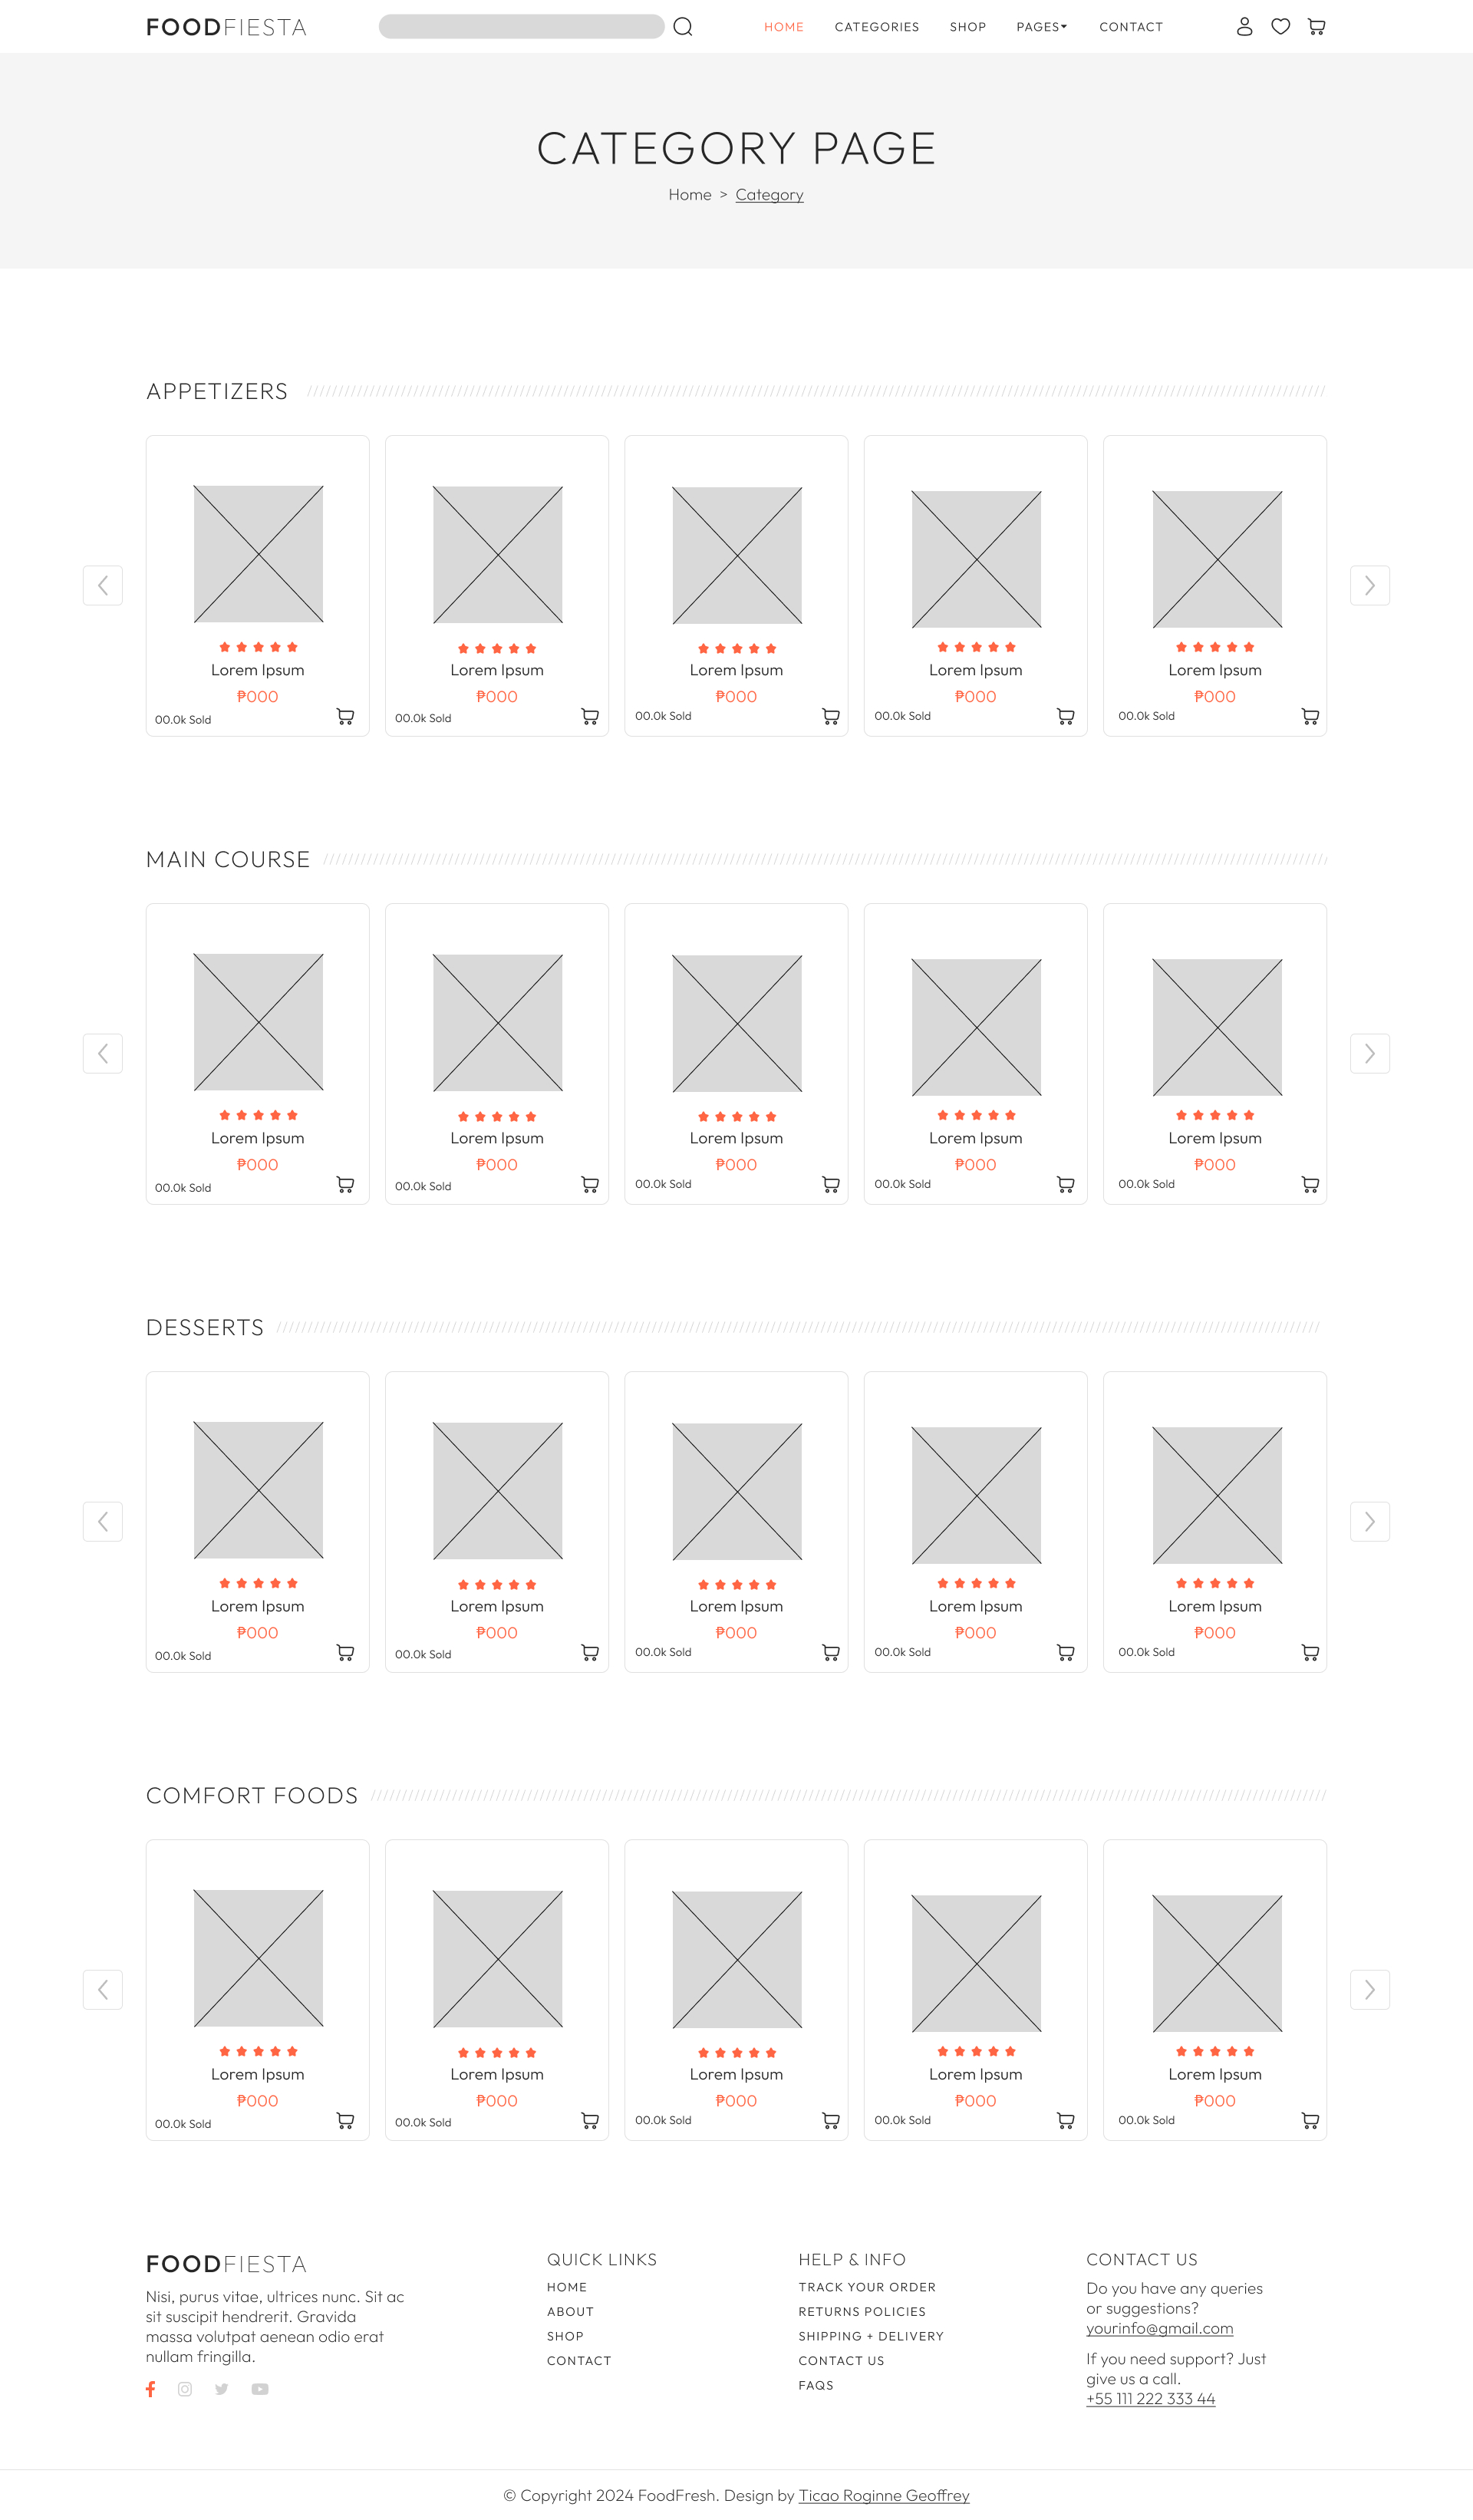 FOODFIESTA
HOME CATEGORIES SHOP PAGES CONTACT
CATEGORY PAGE
Home > Category
APPETIZERS
Lorem Ipsum Lorem Ipsum Lorem Ipsum Lorem Ipsum Lorem Ipsum
₱000 ₱000 ₱000 ₱000 ₱000
00.0k Sold 00.0k Sold 00.0k Sold 00.0k Sold 00.0k Sold
MAIN COURSE
Lorem Ipsum Lorem Ipsum Lorem Ipsum Lorem Ipsum Lorem Ipsum
₱000 ₱000 ₱000 ₱000 ₱000
00.0k Sold 00.0k Sold 00.0k Sold 00.0k Sold 00.0k Sold
DESSERTS
Lorem Ipsum Lorem Ipsum Lorem Ipsum Lorem Ipsum Lorem Ipsum
₱000 ₱000 ₱000 ₱000 ₱000
00.0k Sold 00.0k Sold 00.0k Sold 00.0k Sold 00.0k Sold
COMFORT FOODS
Lorem Ipsum Lorem Ipsum Lorem Ipsum Lorem Ipsum Lorem Ipsum
₱000 ₱000 ₱000 ₱000 ₱000
00.0k Sold 00.0k Sold 00.0k Sold 00.0k Sold 00.0k Sold
FOODFIESTA
Nisi, purus vitae, ultrices nunc. Sit ac
sit suscipit hendrerit. Gravida
massa volutpat aenean odio erat
nullam fringilla.
QUICK LINKS
HOME
ABOUT
SHOP
CONTACT
HELP & INFO
TRACK YOUR ORDER
RETURNS POLICIES
SHIPPING + DELIVERY
CONTACT US
FAQS
CONTACT US
Do you have any queries
or suggestions?
yourinfo@gmail.com
If you need support? Just
give us a call.
+55 111 222 333 44
© Copyright 2024 FoodFresh. Design by Ticao Roginne Geoffrey